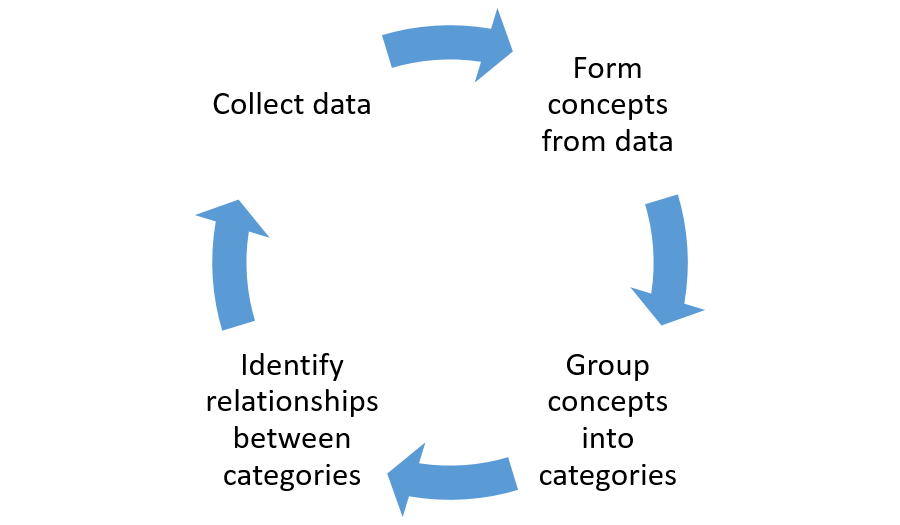 Collect data
Form
concepts
from data
Group
concepts
into
categories
Identify
relationships
between
categories